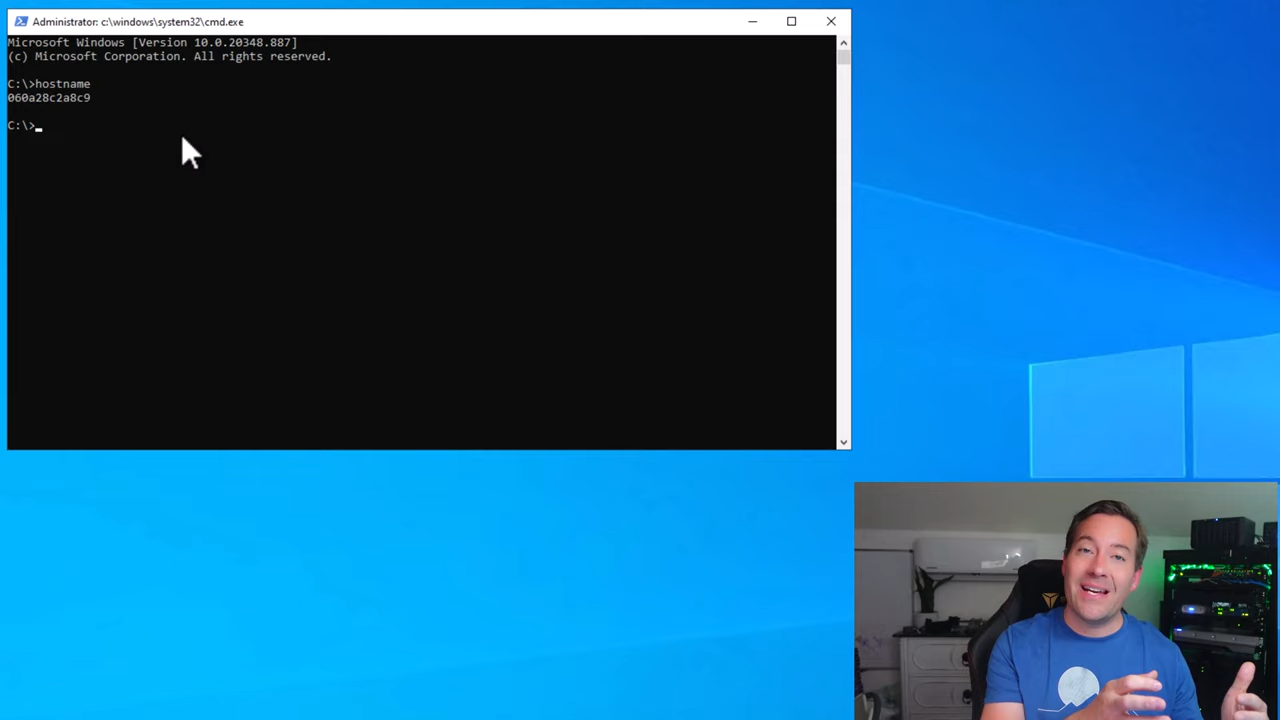 Administrator: c:\windows\system32\cmd.exe
Microsoft Windows [Version 10.0.20348.887]
(c) Microsoft Corporation. All rights reserved.
C:\>hostname
060a28c2a8c9
C:\>